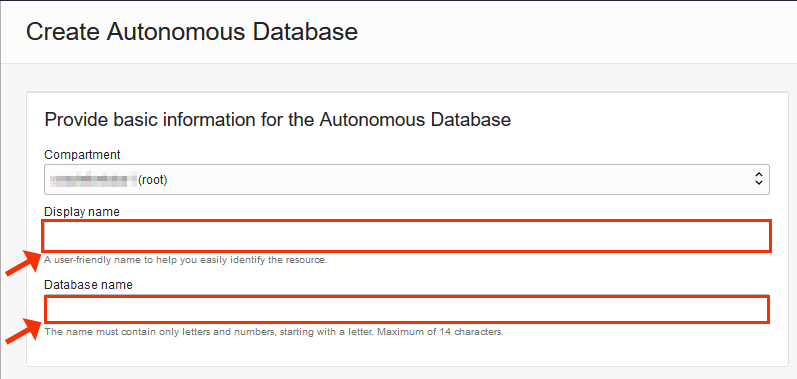 Create Autonomous Database
Provide basic information for the Autonomous Database
Compartment
(root)
Display name
A user-friendly name to help you easily identify the resource.
Database name
The name must contain only letters and numbers, starting with a letter. Maximum of 14 characters.